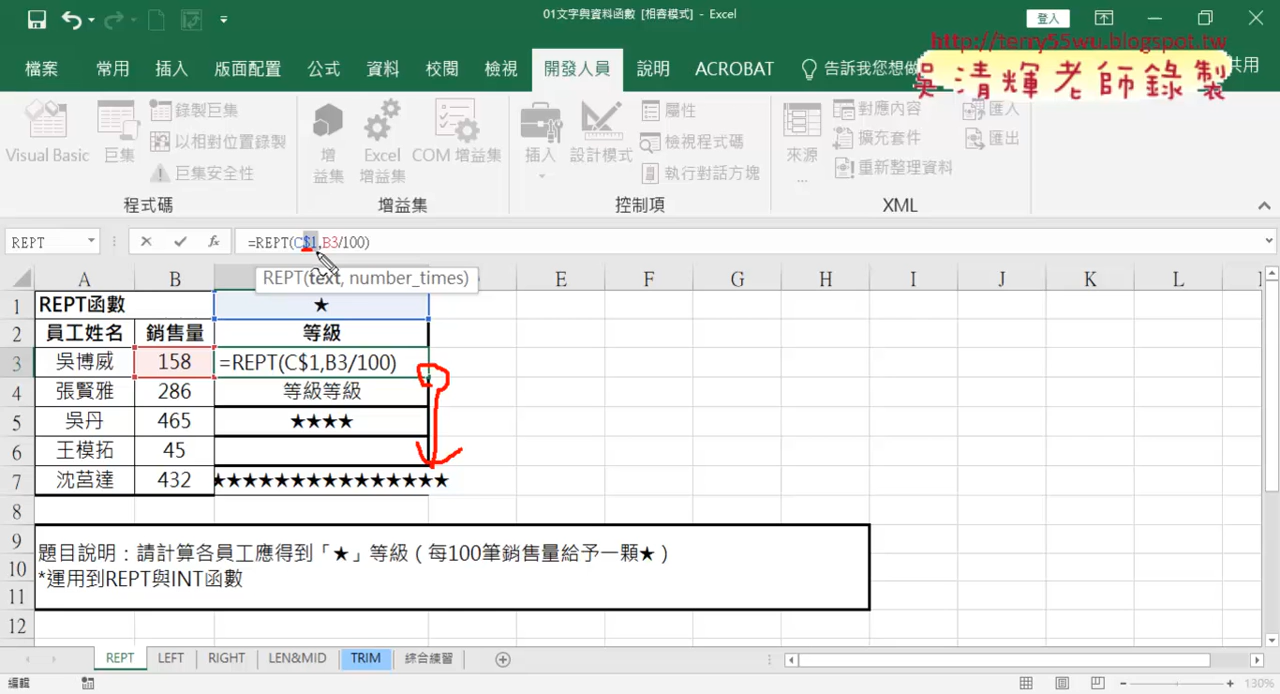 01文字與資料函數 [相容模式] - Excel
登入
http://terry55wu.blogspot.tw
檔案 常用 插入 版面配置 公式 資料 校閱 檢視 開發人員 說明 ACROBAT 告訴我您想做 共用
吳清輝老師錄製
Visual Basic 巨集 錄製巨集 以相對位置錄製 巨集安全性
增益集 Excel 增益集 COM 增益集
插入 設計模式 屬性 檢視程式碼 執行對話方塊
來源 對應內容 擴充套件 重新整理資料 匯入 匯出
程式碼 增益集 控制項 XML
REPT fx =REPT(C$1,B3/100)
REPT(text, number_times)
A B E F G H I J K L
1 REPT函數 ★
2 員工姓名 銷售量 等級
3 吳博威 158 =REPT(C$1,B3/100)
4 張賢雅 286 等級等級
5 吳丹 465 ★★★★
6 王模拓 45
7 沈莒達 432 ★★★★★★★★★★★★★★★
8
9
10
11
12
題目說明：請計算各員工應得到「★」等級（每100筆銷售量給予一顆★）
*運用到REPT與INT函數
REPT LEFT RIGHT LEN&MID TRIM 綜合練習
編輯 130%